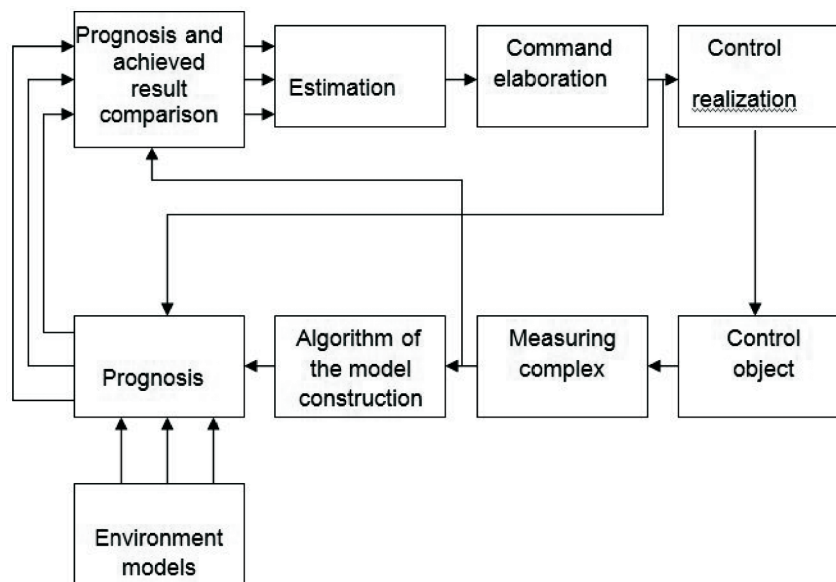 Prognosis and
achieved
result
comparison
Estimation
Command
elaboration
Control
realization
Prognosis
Algorithm of
the model
construction
Measuring
complex
Control
object
Environment
models